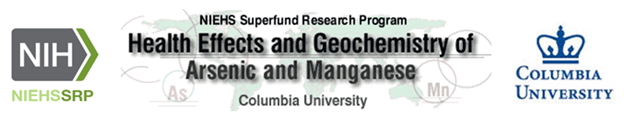 NIH
NIEHSSRP
NIEHS Superfund Research Program
Health Effects and Geochemistry of
Arsenic and Manganese
As
Mn
Columbia University
COLUMBIA
UNIVERSITY